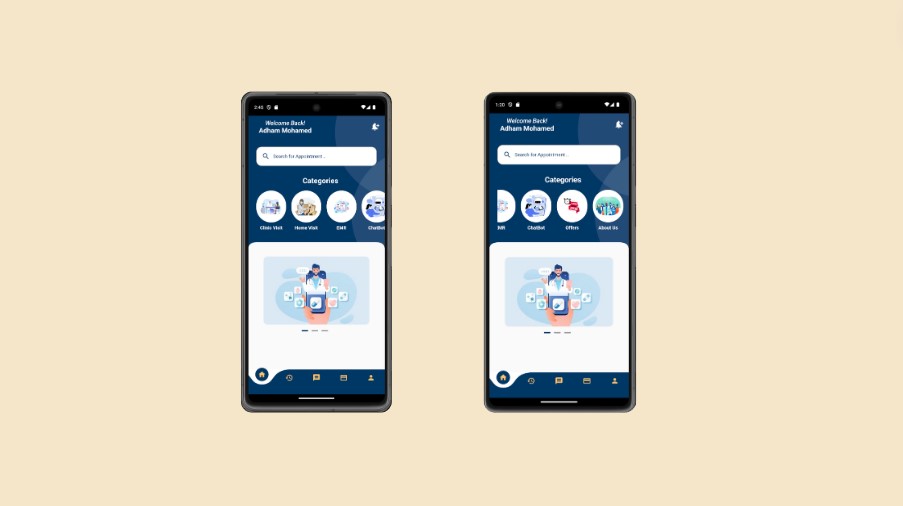 2:40
Welcome Back!
Adham Mohamed
Search for Appointment...
Categories
Clinic Visit
Home Visit
EMR
ChatBot
1:20
Welcome Back!
Adham Mohamed
Search for Appointment...
Categories
MR
ChatBot
Offers
About Us